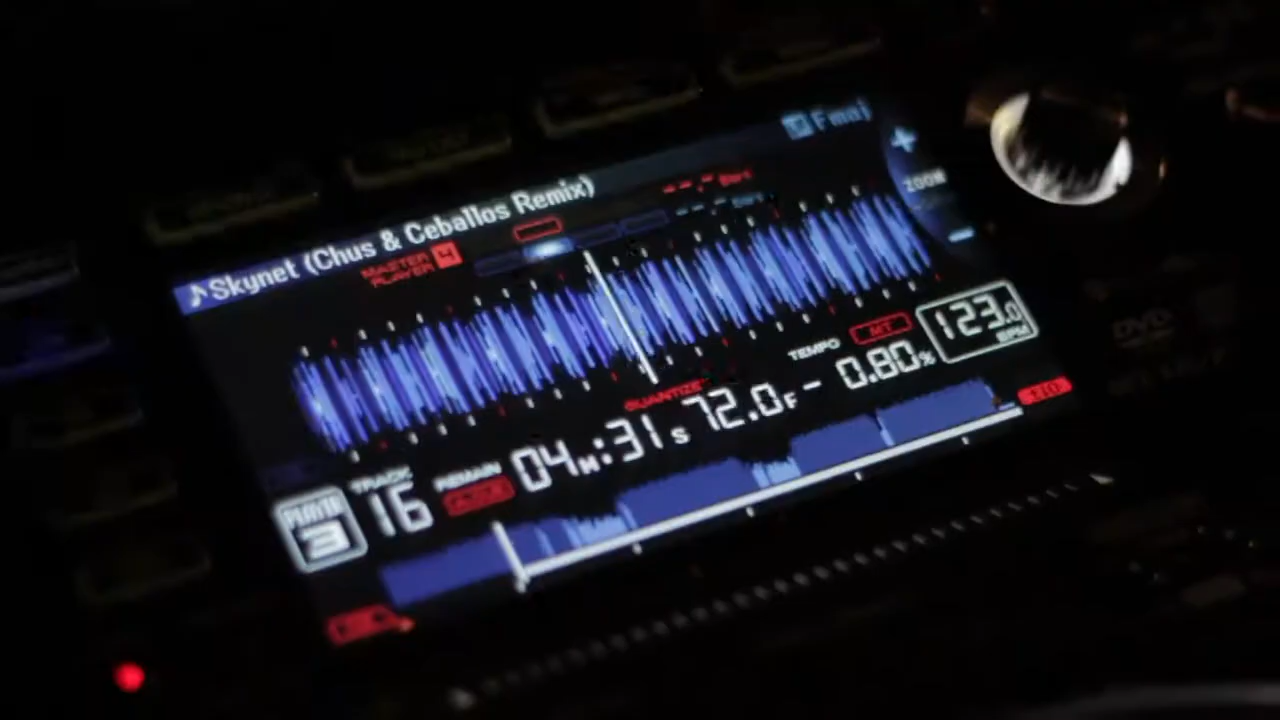 Fmaj
♪Skynet (Chus & Ceballos Remix)
ZOOM
MASTER PLAYER 4
MT
123.0 BPM
TEMPO
QUANTIZE
04M:31S 72.0F - 0.80%
TRACK
16
REMAIN
PLAYER
3
DVD